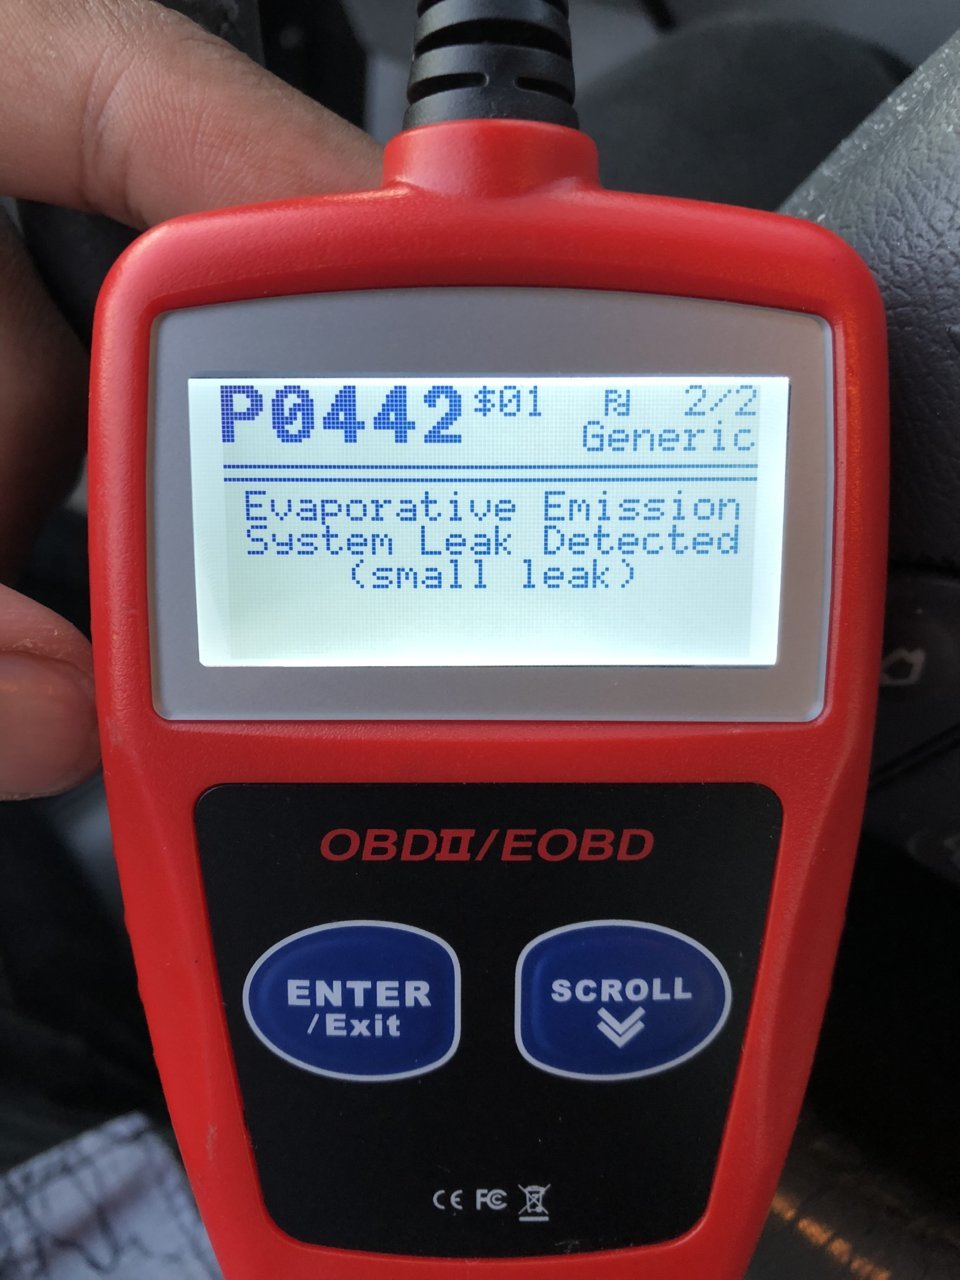 P0442 $01 Pd 2/2
Generic
Evaporative Emission
System Leak Detected
(small leak)
OBDII/EOBD
ENTER
/Exit
SCROLL
CE FC